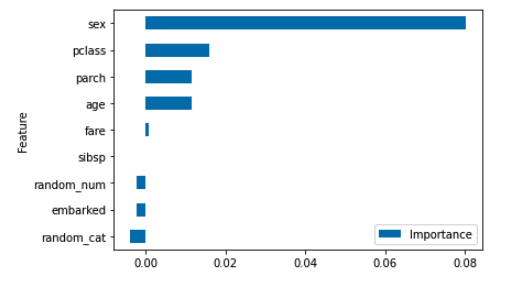 sex
pclass
parch
age
fare
sibsp
random_num
embarked
random_cat
Feature
Importance
0.00 0.02 0.04 0.06 0.08